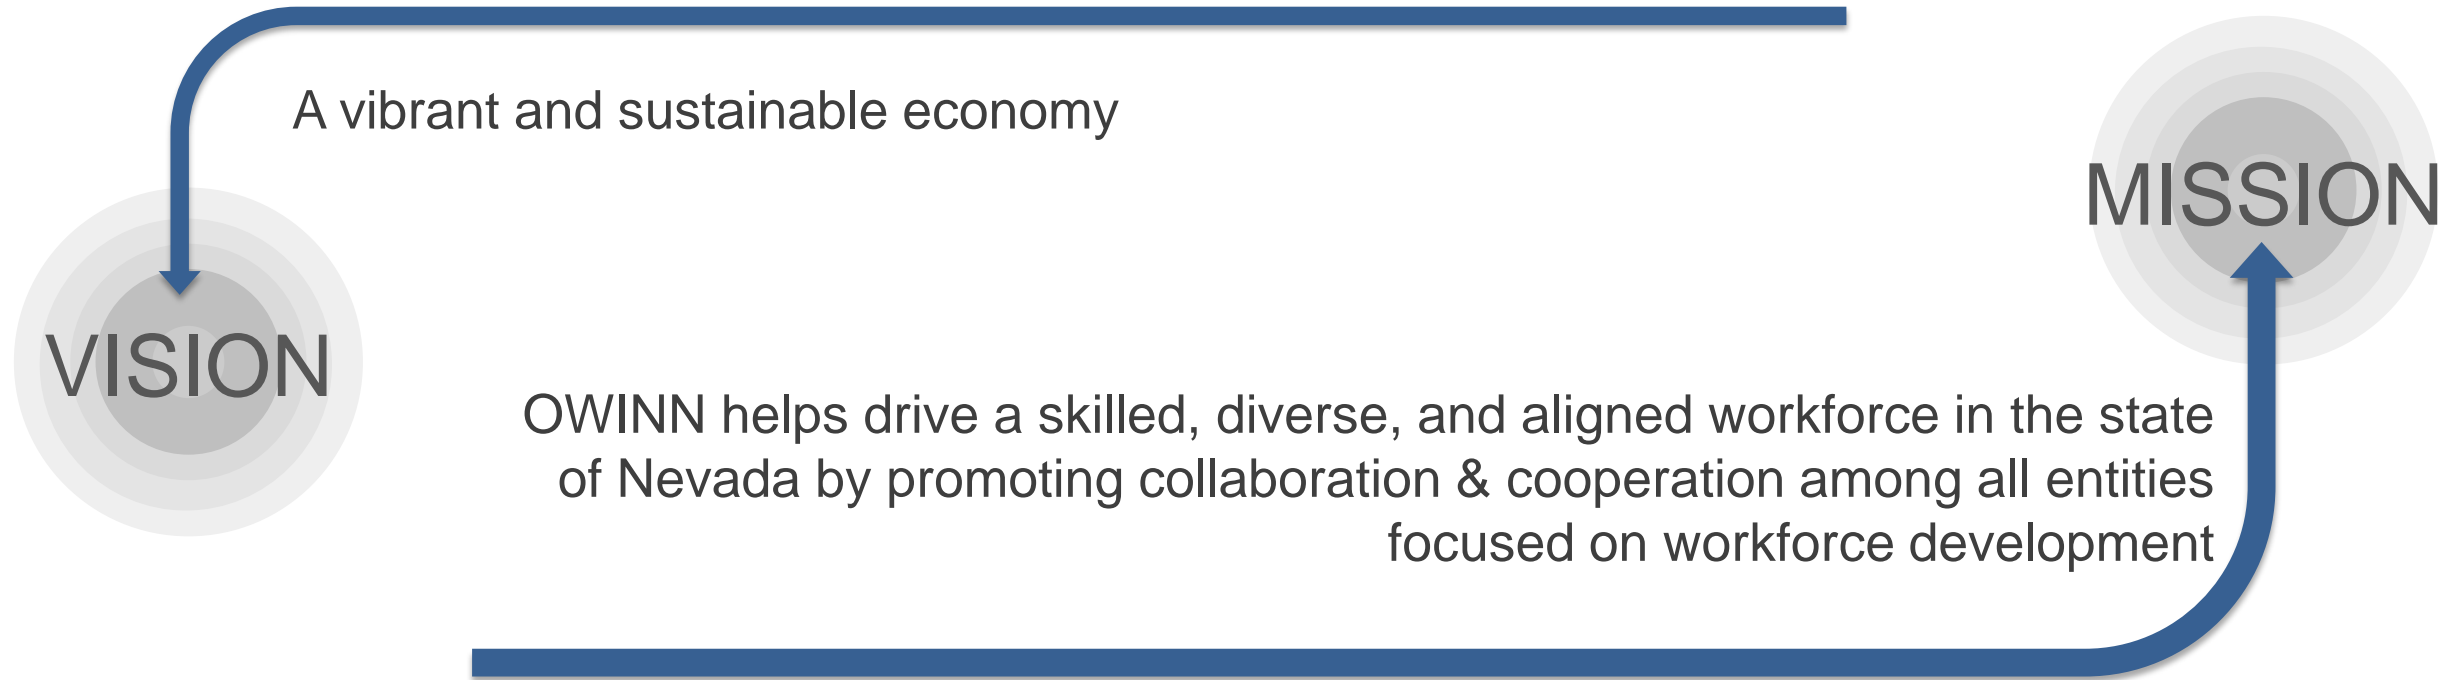 A vibrant and sustainable economy
MISSION
VISION
OWINN helps drive a skilled, diverse, and aligned workforce in the state
of Nevada by promoting collaboration & cooperation among all entities
focused on workforce development